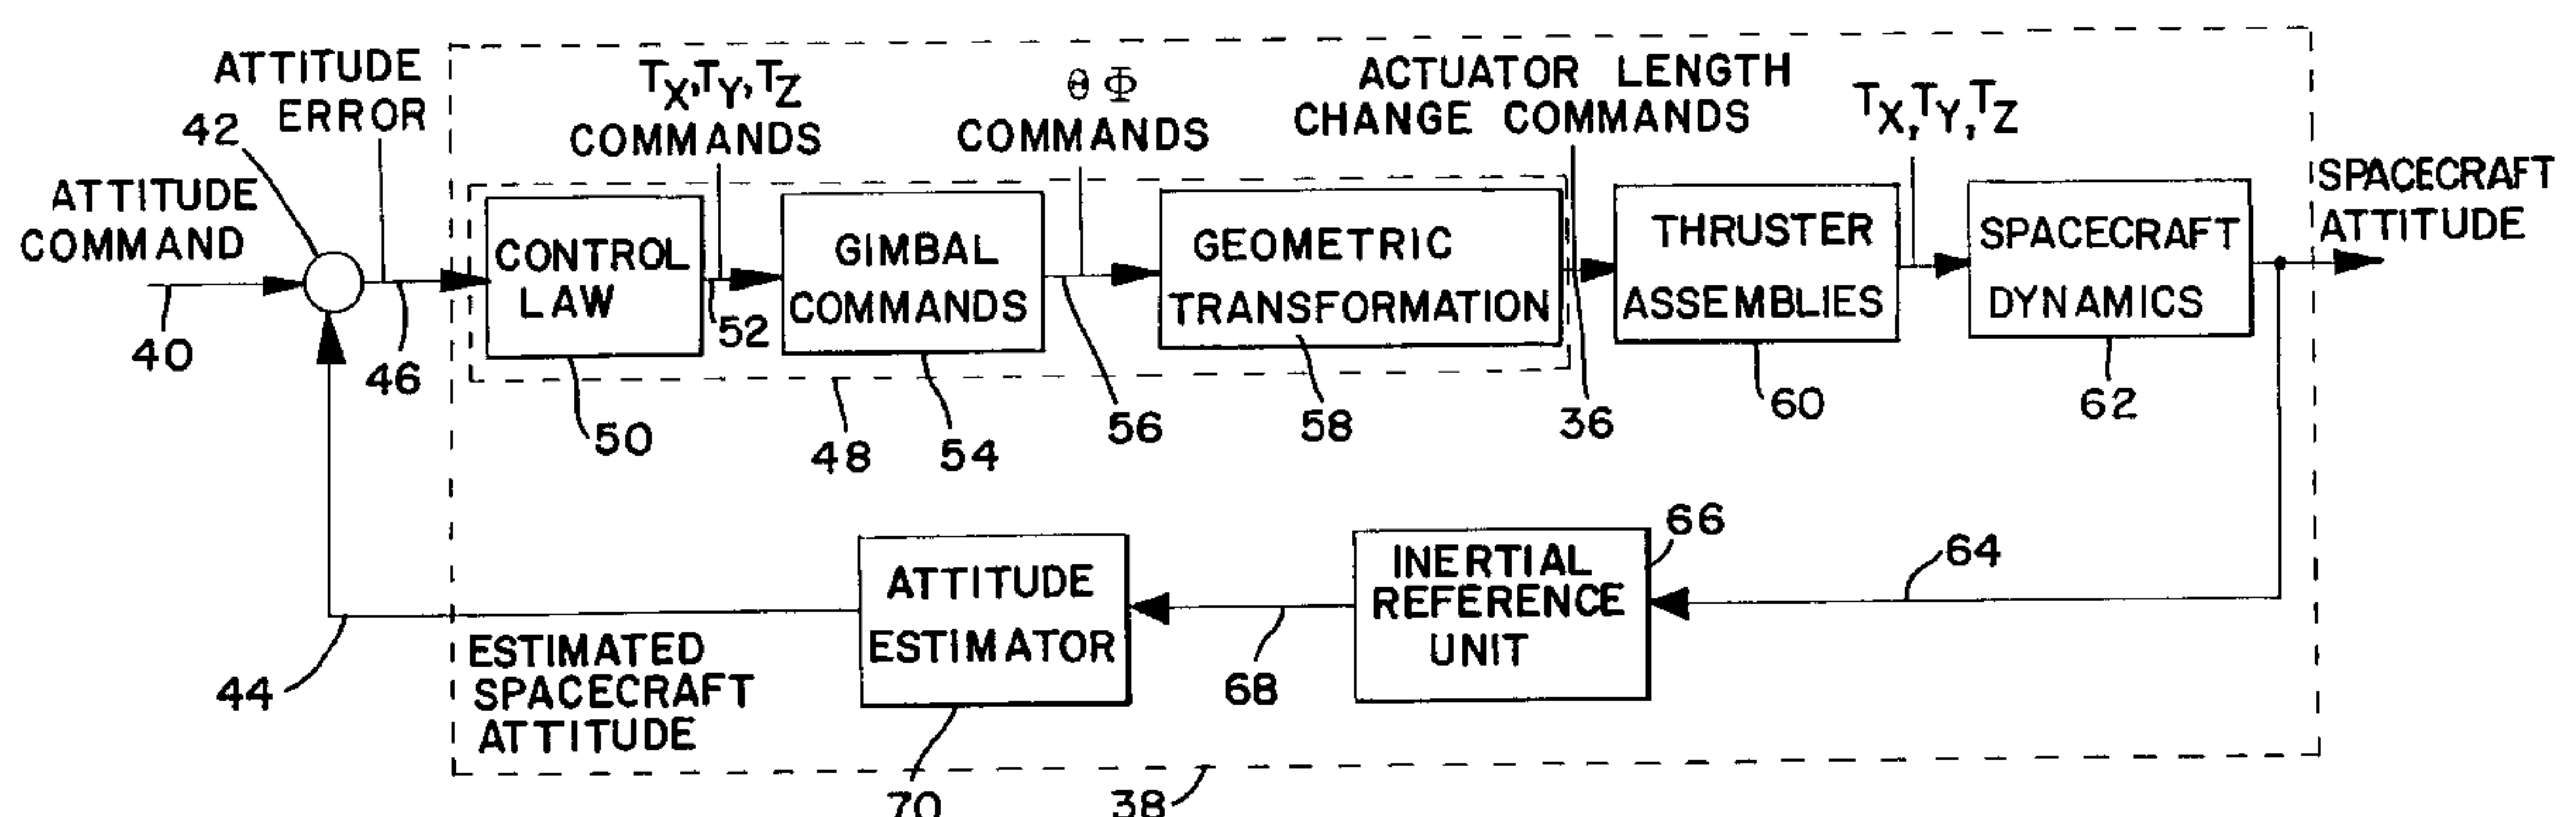 ATTITUDE
ERROR
42
ATTITUDE
COMMAND
40
46
TX,TY,TZ
COMMANDS
θ Φ
COMMANDS
ACTUATOR LENGTH
CHANGE COMMANDS
TX,TY,TZ
SPACECRAFT
ATTITUDE
CONTROL
LAW
52
GIMBAL
COMMANDS
GEOMETRIC
TRANSFORMATION
THRUSTER
ASSEMBLIES
SPACECRAFT
DYNAMICS
50
48
54
56
58
36
60
62
44
ESTIMATED
SPACECRAFT
ATTITUDE
ATTITUDE
ESTIMATOR
68
INERTIAL
REFERENCE
UNIT
66
64
70
38